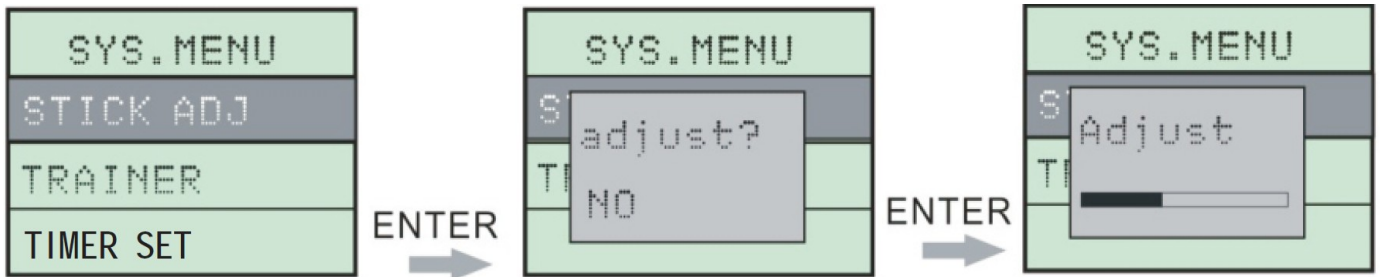 SYS.MENU
STICK ADJ
TRAINER
TIMER SET
ENTER
SYS.MENU
S
adjust?
T
NO
ENTER
SYS.MENU
S
Adjust
T